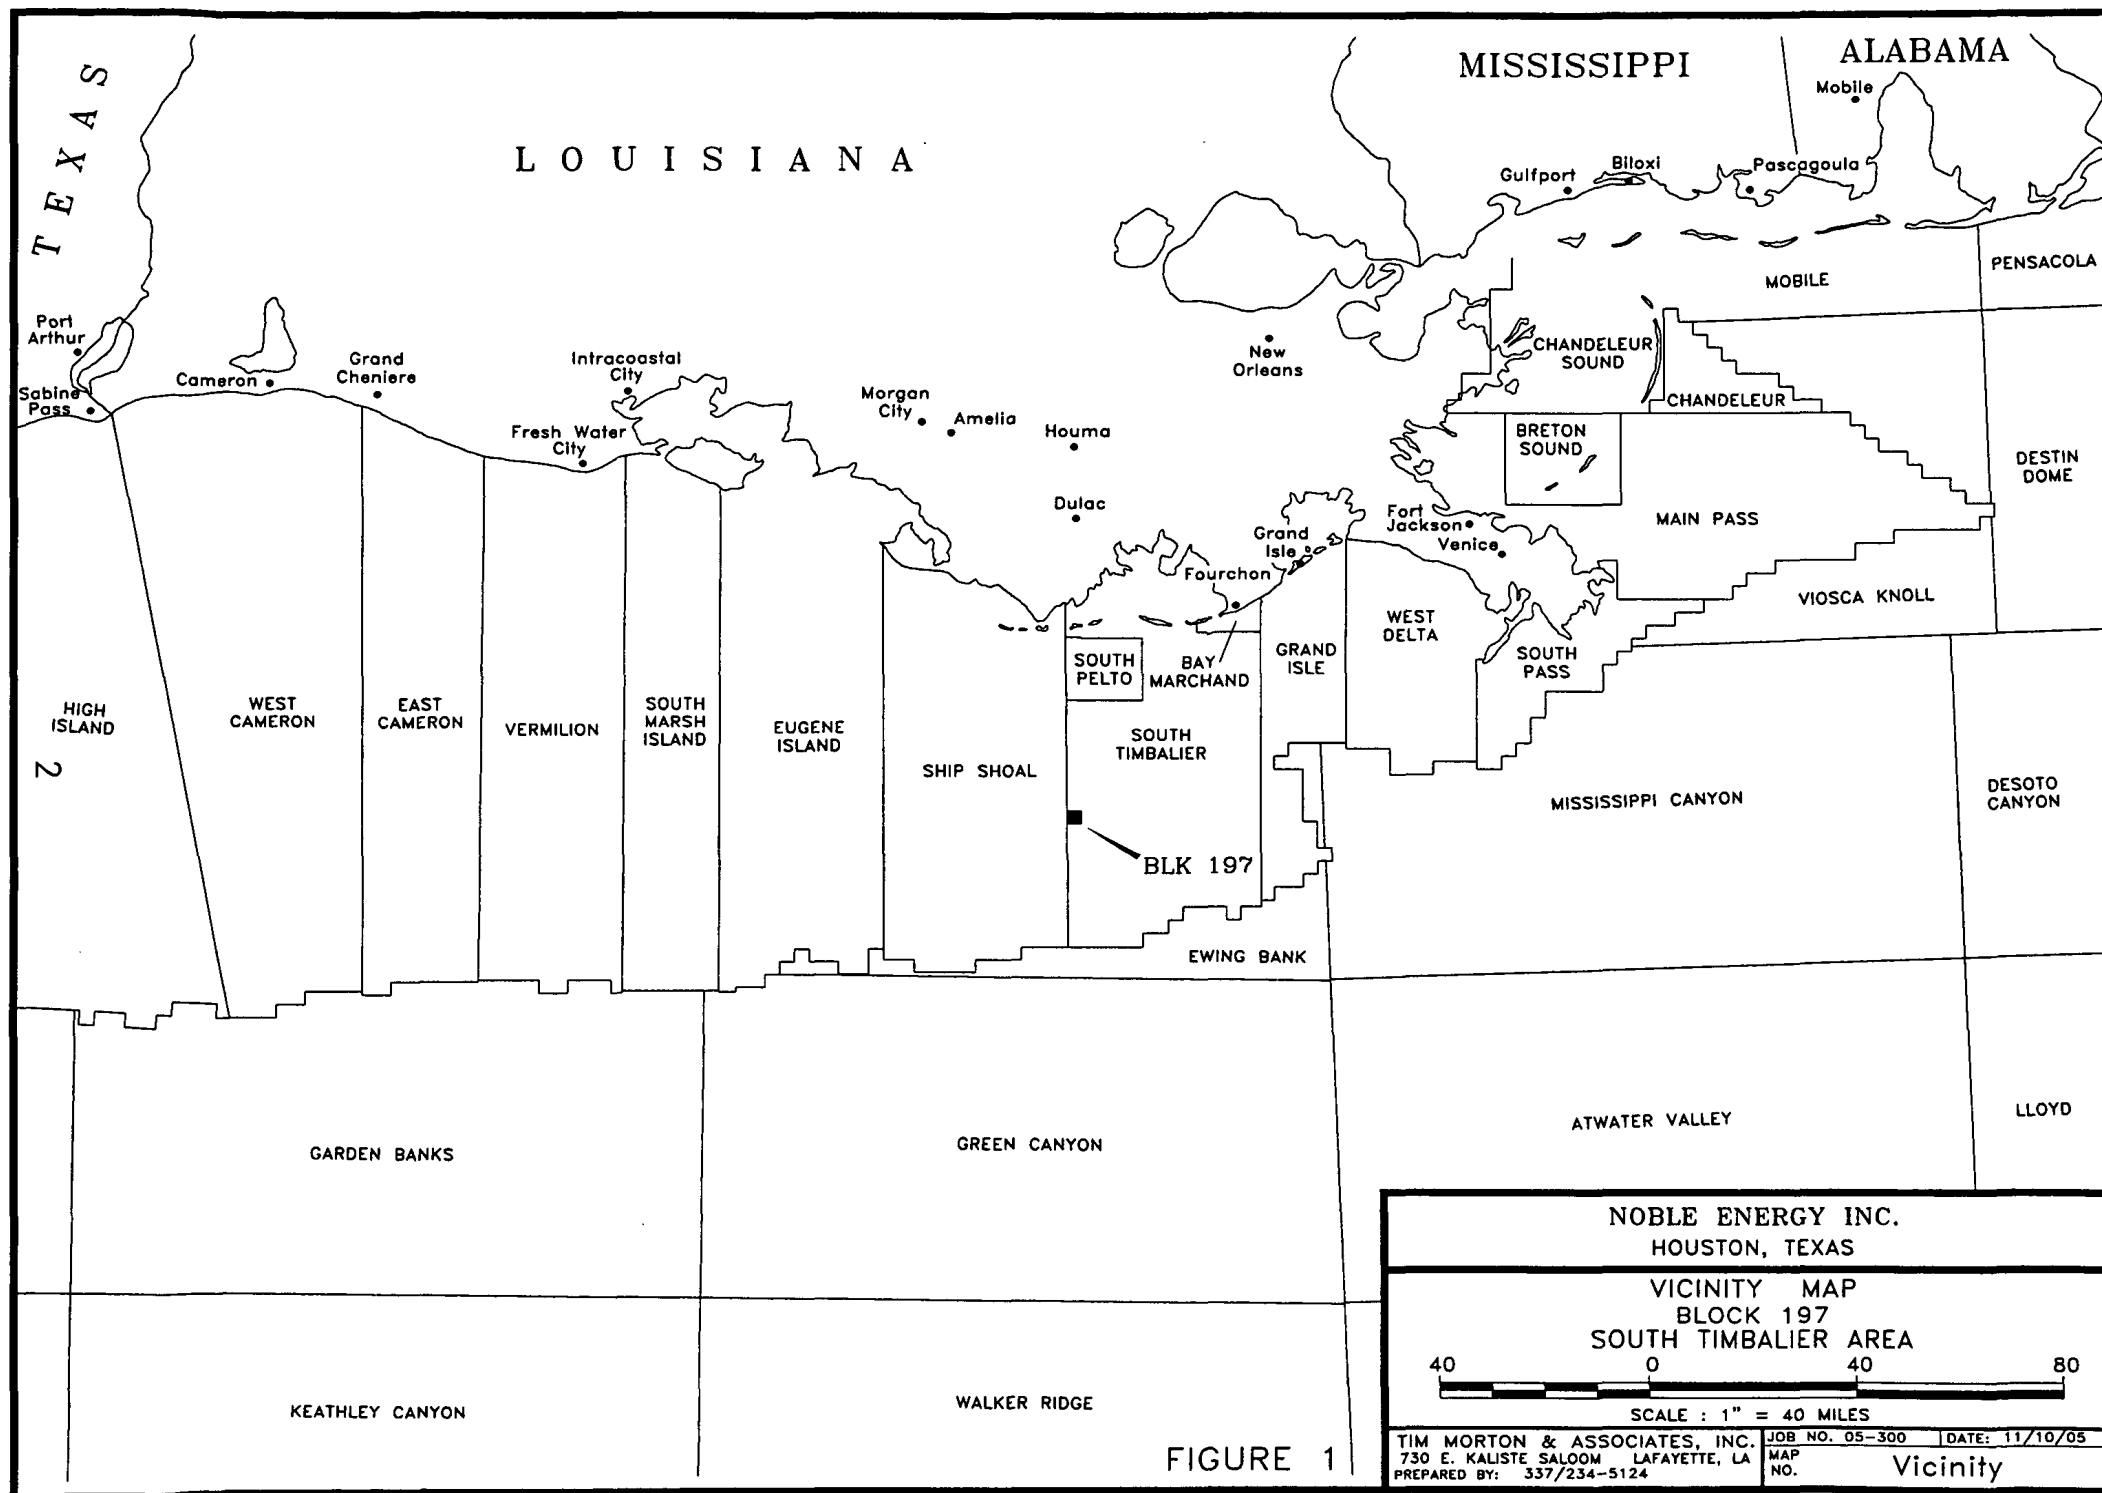 TEXAS
LOUISIANA
MISSISSIPPI
ALABAMA
Mobile
Gulfport
Biloxi
Pascagoula
Port
Arthur
Sabine
Pass
Cameron
Grand
Cheniere
Intracoastal
City
Fresh Water
City
Morgan
City
Amelia
Houma
Dulac
New
Orleans
Fourchon
Grand
Isle
Fort
Jackson
Venice
MOBILE
PENSACOLA
CHANDELEUR
SOUND
CHANDELEUR
BRETON
SOUND
MAIN PASS
DESTIN
DOME
VIOSCA KNOLL
HIGH
ISLAND
2
WEST
CAMERON
EAST
CAMERON
VERMILION
SOUTH
MARSH
ISLAND
EUGENE
ISLAND
SHIP SHOAL
SOUTH
PELTO
BAY
MARCHAND
SOUTH
TIMBALIER
BLK 197
GRAND
ISLE
WEST
DELTA
SOUTH
PASS
MISSISSIPPI CANYON
DESOTO
CANYON
EWING BANK
GARDEN BANKS
GREEN CANYON
ATWATER VALLEY
LLOYD
KEATHLEY CANYON
WALKER RIDGE
FIGURE 1
NOBLE ENERGY INC.
HOUSTON, TEXAS
VICINITY MAP
BLOCK 197
SOUTH TIMBALIER AREA
40 0 40 80
SCALE : 1" = 40 MILES
TIM MORTON & ASSOCIATES, INC.
730 E. KALISTE SALOOM LAFAYETTE, LA
PREPARED BY: 337/234-5124
JOB NO. 05-300 DATE: 11/10/05
MAP
NO.
Vicinity